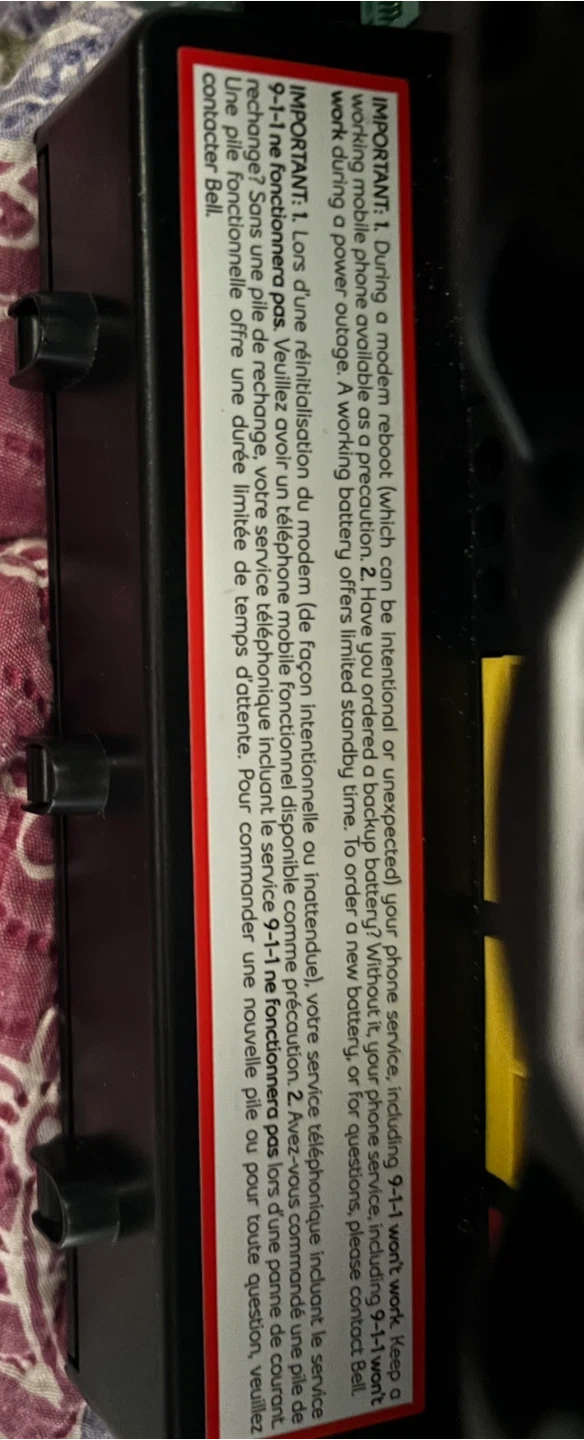 IMPORTANT: 1. During a modem reboot (which can be intentional or unexpected) your phone service, including 9-1-1 won't work. Keep a
working mobile phone available as a precaution. 2. Have you ordered a backup battery? Without it, your phone service, including 9-1-1 won't
work during a power outage. A working battery offers limited standby time. To order a new battery, or for questions, please contact Bell.
IMPORTANT: 1. Lors d'une réinitialisation du modem (de façon intentionnelle ou inattendue), votre service téléphonique incluant le service
9-1-1 ne fonctionnera pas. Veuillez avoir un téléphone mobile fonctionnel disponible comme précaution. 2. Avez-vous commandé une pile de
rechange? Sans une pile de rechange, votre service téléphonique incluant le service 9-1-1 ne fonctionnera pas lors d'une panne de courant.
Une pile fonctionnelle offre une durée limitée de temps d'attente. Pour commander une nouvelle pile ou pour toute question, veuillez
contacter Bell.